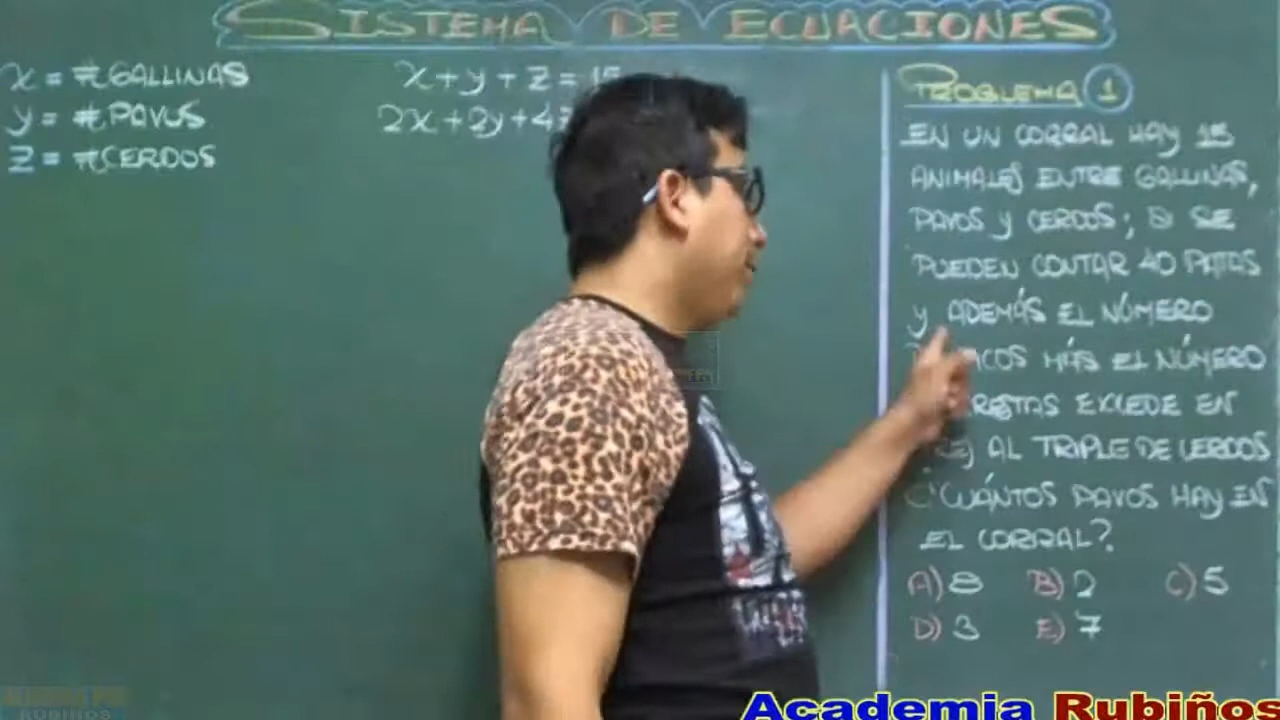 SISTEMA DE ECUACIONES
x = # GALLINAS
y = # PAVOS
z = # CERDOS
x + y + z = 15
2x + 2y + 4z
PROBLEMA 1
EN UN CORRAL HAY 15
ANIMALES ENTRE GALLINAS,
PAVOS Y CERDOS; SI SE
PUEDEN CONTAR 40 PATAS
Y ADEMÁS EL NÚMERO
MÁS EL NÚMERO
EXCEDE EN
AL TRIPLE DE CERDOS
¿CUÁNTOS PAVOS HAY EN
EL CORRAL?
A) 8 B) 2 C) 5
D) 3 E) 7
Academia Rubiños
RUBIÑOS